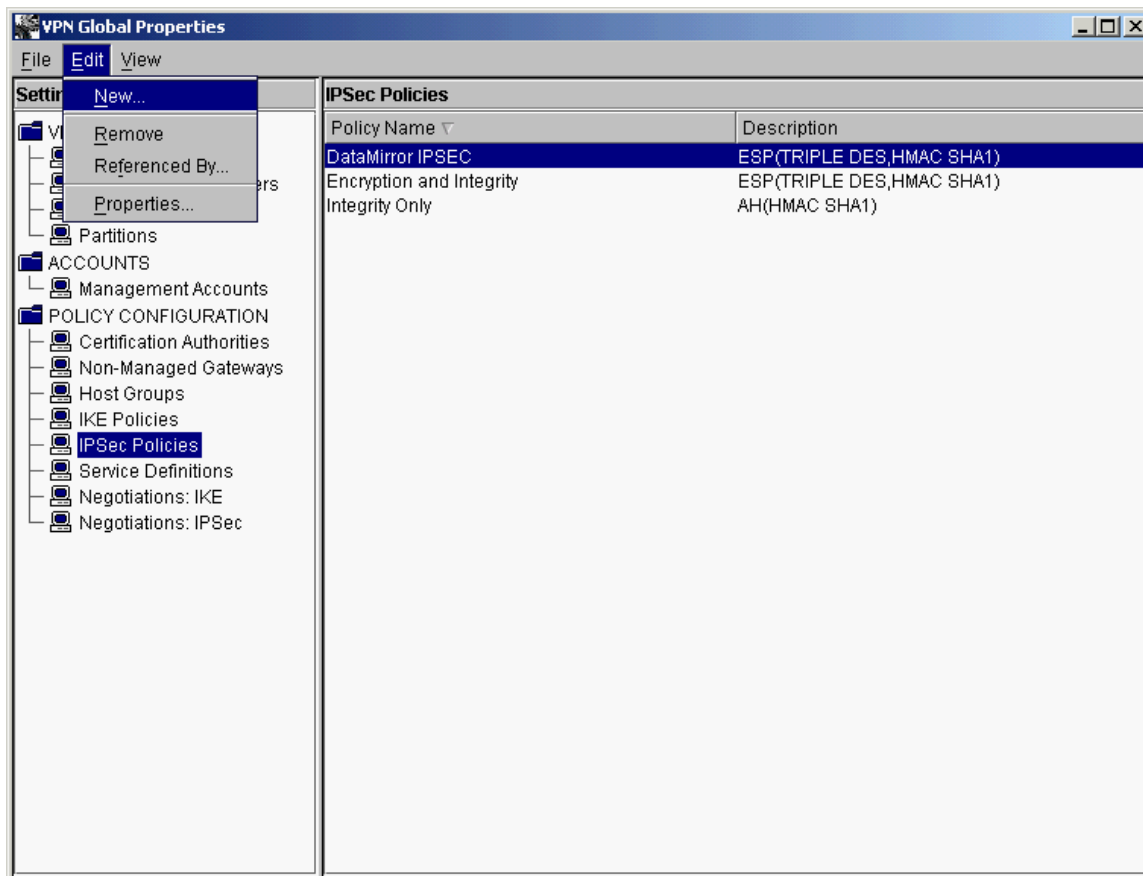 VPN Global Properties
File Edit View
Settin
New...
Remove
Referenced By...
Properties...
ers
Partitions
ACCOUNTS
Management Accounts
POLICY CONFIGURATION
Certification Authorities
Non-Managed Gateways
Host Groups
IKE Policies
IPSec Policies
Service Definitions
Negotiations: IKE
Negotiations: IPSec
IPSec Policies
Policy Name Description
DataMirror IPSEC ESP(TRIPLE DES,HMAC SHA1)
Encryption and Integrity ESP(TRIPLE DES,HMAC SHA1)
Integrity Only AH(HMAC SHA1)